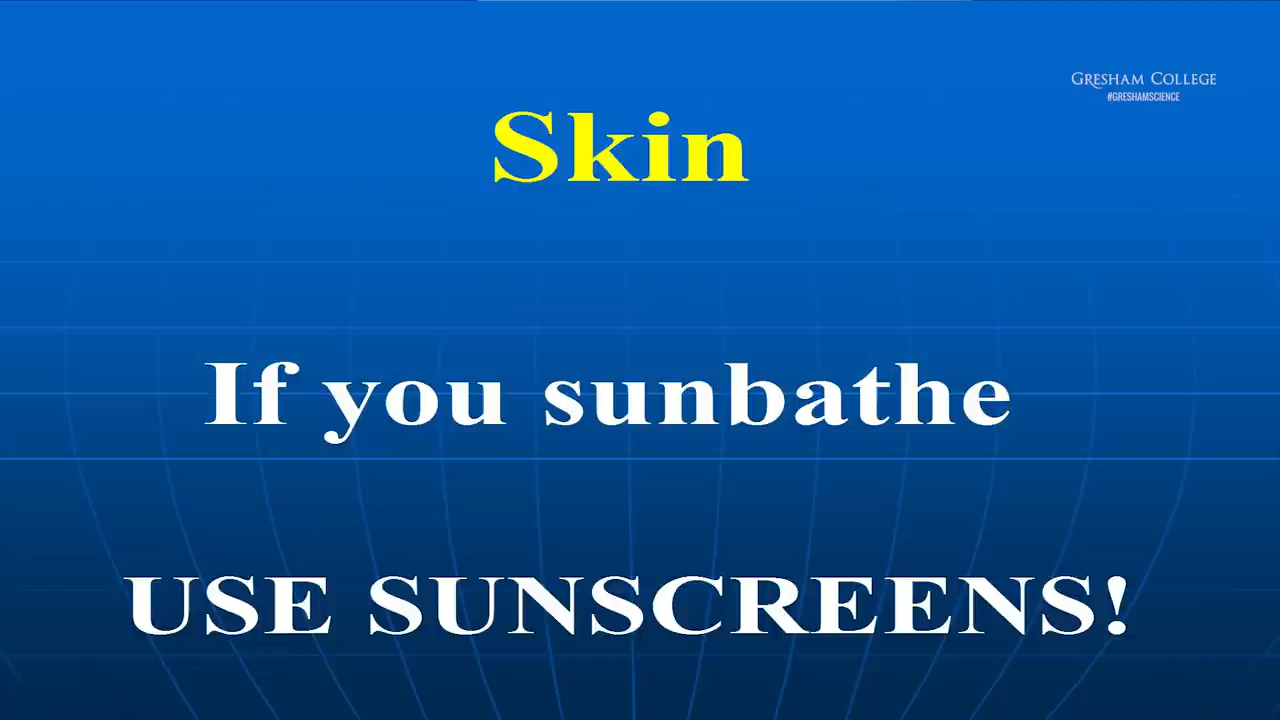 GRESHAM COLLEGE
#GRESHAMSCIENCE
Skin
If you sunbathe
USE SUNSCREENS!